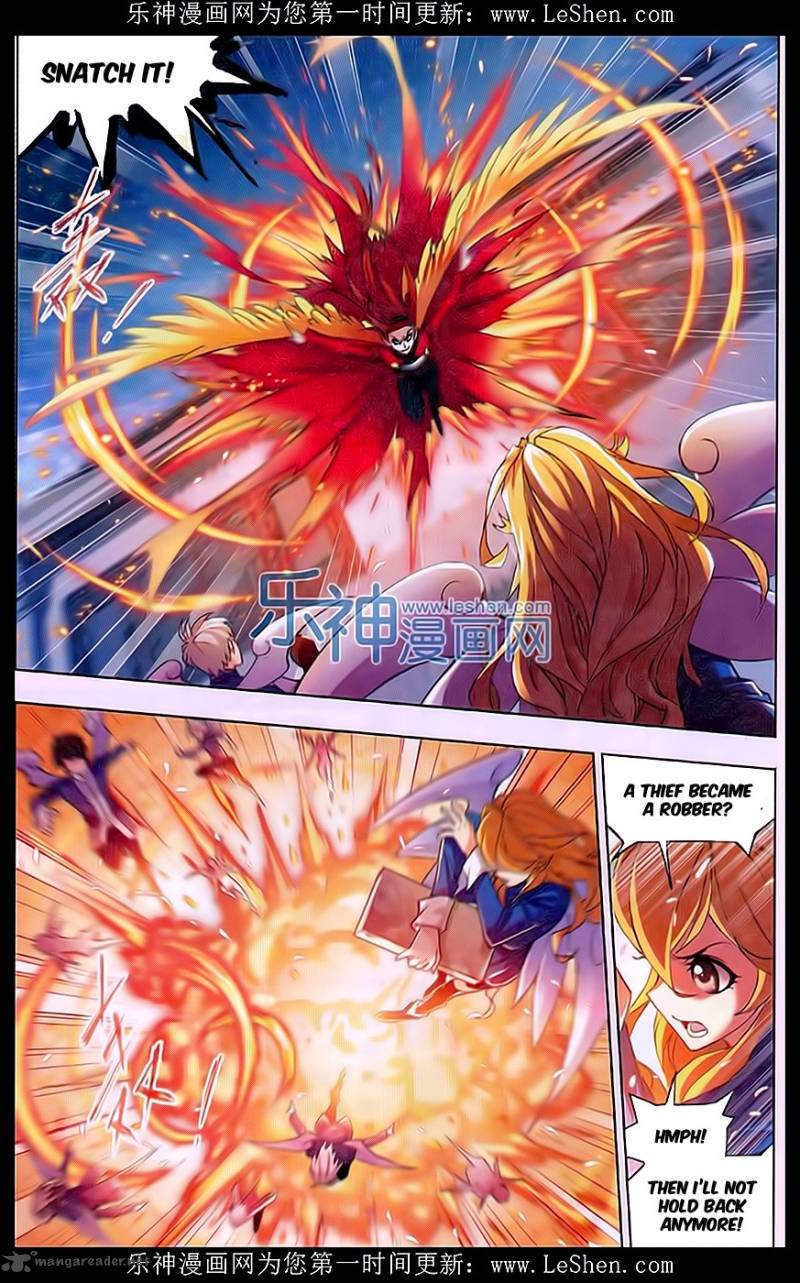 乐神漫画网为您第一时间更新：www.LeShen.com
SNATCH IT!
轰!
乐神漫画网
www.leshen.com
A THIEF BECAME
A ROBBER?
HMPH!
THEN I'LL NOT
HOLD BACK
ANYMORE!
mangareader.net
乐神漫画网为您第一时间更新：www.LeShen.com